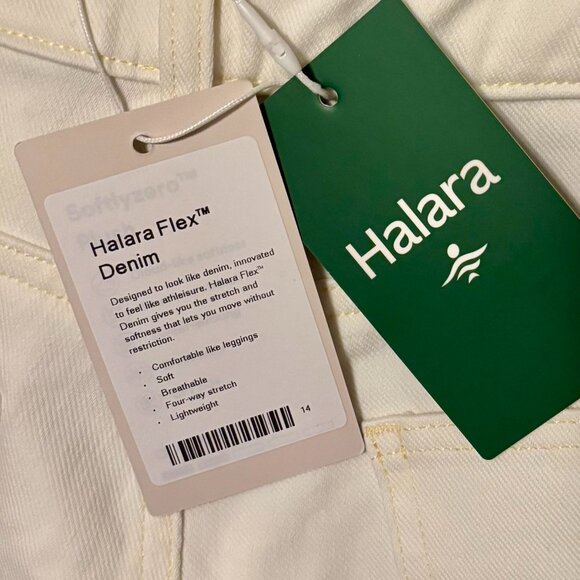 Halara Flex™
Denim
Designed to look like denim, innovated
to feel like athleisure, Halara Flex™
Denim gives you the stretch and
softness that lets you move without
restriction.
• Comfortable like leggings
• Soft
• Breathable
• Four-way stretch
• Lightweight
14
Halara